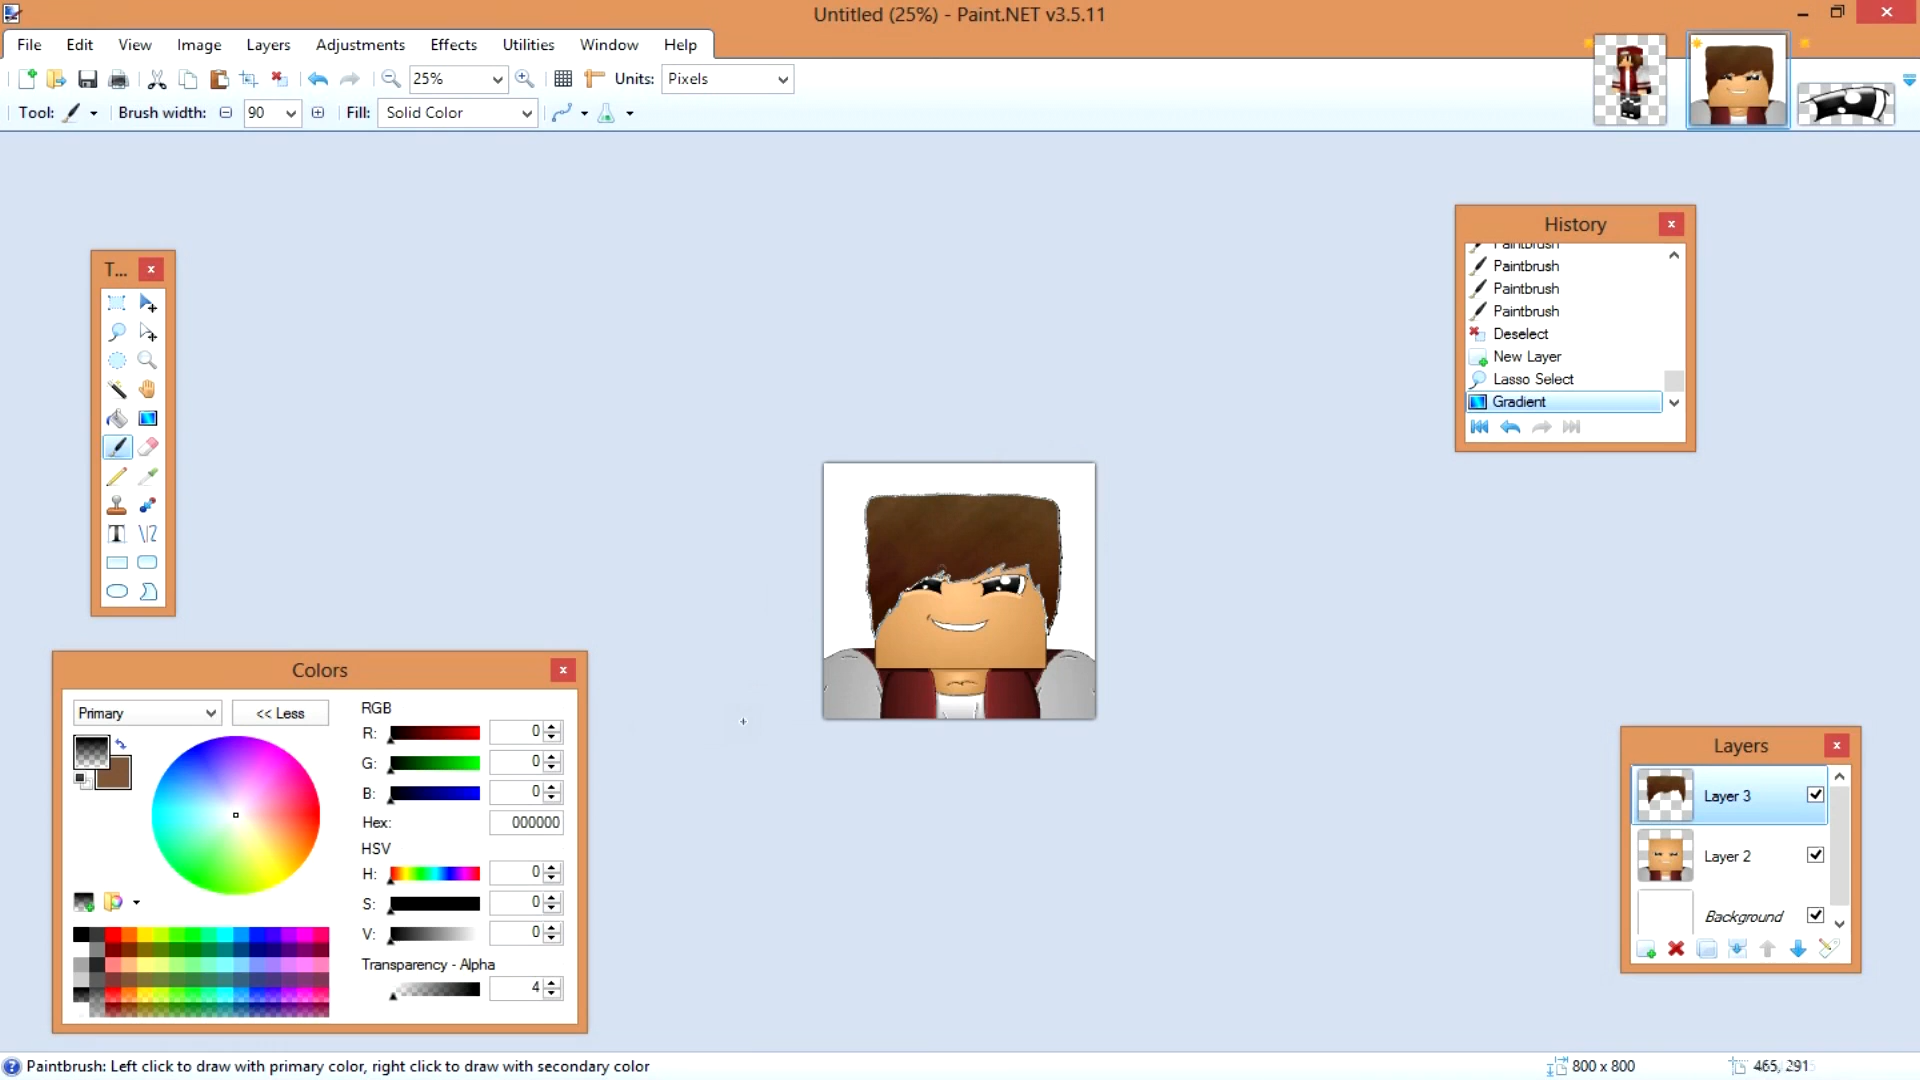 Untitled (25%) - Paint.NET v3.5.11
File Edit View Image Layers Adjustments Effects Utilities Window Help
25% Units: Pixels
Tool: Brush width: 90 Fill: Solid Color
History
Paintbrush
Paintbrush
Paintbrush
Paintbrush
Deselect
New Layer
Lasso Select
Gradient
T...
Colors
Primary << Less
RGB
R: 0
G: 0
B: 0
Hex: 000000
HSV
H: 0
S: 0
V: 0
Transparency - Alpha
4
Layers
Layer 3
Layer 2
Background
Paintbrush: Left click to draw with primary color, right click to draw with secondary color
800 x 800
465, 291